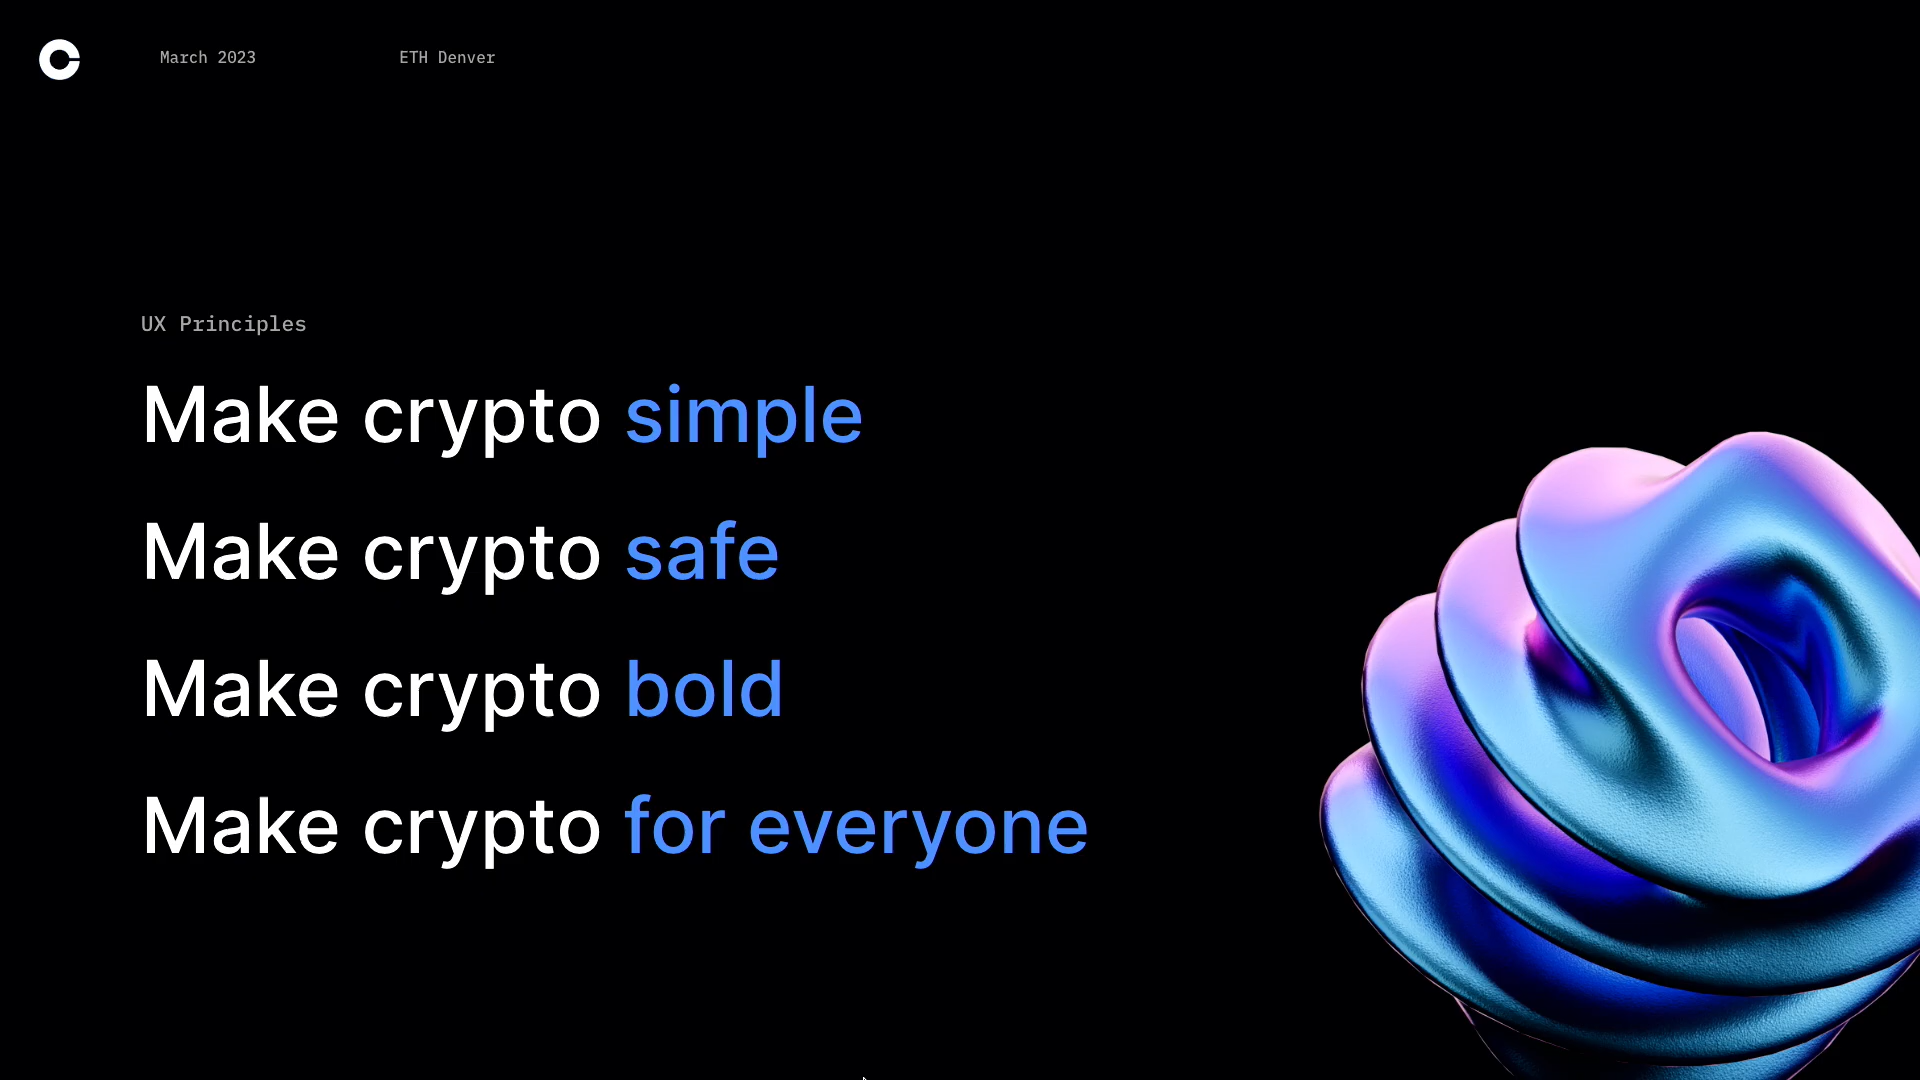 March 2023
ETH Denver
UX Principles
Make crypto simple
Make crypto safe
Make crypto bold
Make crypto for everyone